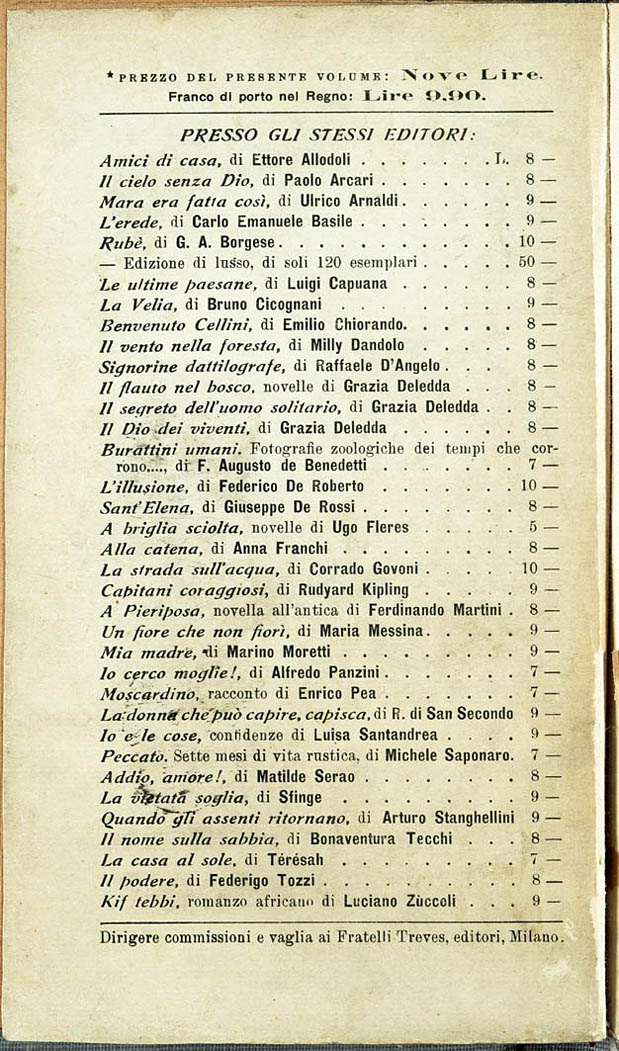 *PREZZO DEL PRESENTE VOLUME: Nove Lire.
Franco di porto nel Regno: Lire 9.90.
PRESSO GLI STESSI EDITORI:
Amici di casa, di Ettore Allodoli . . . . . . . L. 8 —
Il cielo senza Dio, di Paolo Arcari . . . . . . . 8 —
Mara era fatta così, di Ulrico Arnaldi . . . . . . 9 —
L'erede, di Carlo Emanuele Basile . . . . . . . . 9 —
Rubè, di G. A. Borgese . . . . . . . . . . . . 10 —
— Edizione di lusso, di soli 120 esemplari . . . . . 50 —
Le ultime paesane, di Luigi Capuana . . . . . . 8 —
La Velia, di Bruno Cicognani . . . . . . . . . 9 —
Benvenuto Cellini, di Emilio Chiorando. . . . . . 8 —
Il vento nella foresta, di Milly Dandolo . . . . . 8 —
Signorine dattilografe, di Raffaele D'Angelo . . . 8 —
Il flauto nel bosco, novelle di Grazia Deledda . . . 8 —
Il segreto dell'uomo solitario, di Grazia Deledda . . 8 —
Il Dio dei viventi, di Grazia Deledda . . . . . . 8 —
Burattini umani. Fotografie zoologiche dei tempi che cor-
rono...., di F. Augusto de Benedetti . . . . . . . 7 —
L'illusione, di Federico De Roberto . . . . . . . 10 —
Sant'Elena, di Giuseppe De Rossi . . . . . . . . 8 —
A briglia sciolta, novelle di Ugo Fleres . . . . . 5 —
Alla catena, di Anna Franchi . . . . . . . . . 8 —
La strada sull'acqua, di Corrado Govoni . . . . . 10 —
Capitani coraggiosi, di Rudyard Kipling . . . . . 9 —
A Pieriposa, novella all'antica di Ferdinando Martini . 8 —
Un fiore che non fiorì, di Maria Messina . . . . . 9 —
Mia madre, di Marino Moretti . . . . . . . . . 9 —
Io cerco moglie!, di Alfredo Panzini . . . . . . . 7 —
Moscardino, racconto di Enrico Pea . . . . . . . 7 —
La donna che può capire, capisca, di R. di San Secondo 9 —
Io e le cose, confidenze di Luisa Santandrea . . . . 9 —
Peccato. Sette mesi di vita rustica, di Michele Saponaro. 7 —
Addio, amore!, di Matilde Serao . . . . . . . . 8 —
La vietata soglia, di Sfinge . . . . . . . . . 9 —
Quando gli assenti ritornano, di Arturo Stanghellini 9 —
Il nome sulla sabbia, di Bonaventura Tecchi . . . 8 —
La casa al sole, di Térésah . . . . . . . . . 7 —
Il podere, di Federigo Tozzi . . . . . . . . . . 8 —
Kif tebbi, romanzo africano di Luciano Zùccoli . . . 9 —
Dirigere commissioni e vaglia ai Fratelli Treves, editori, Milano.